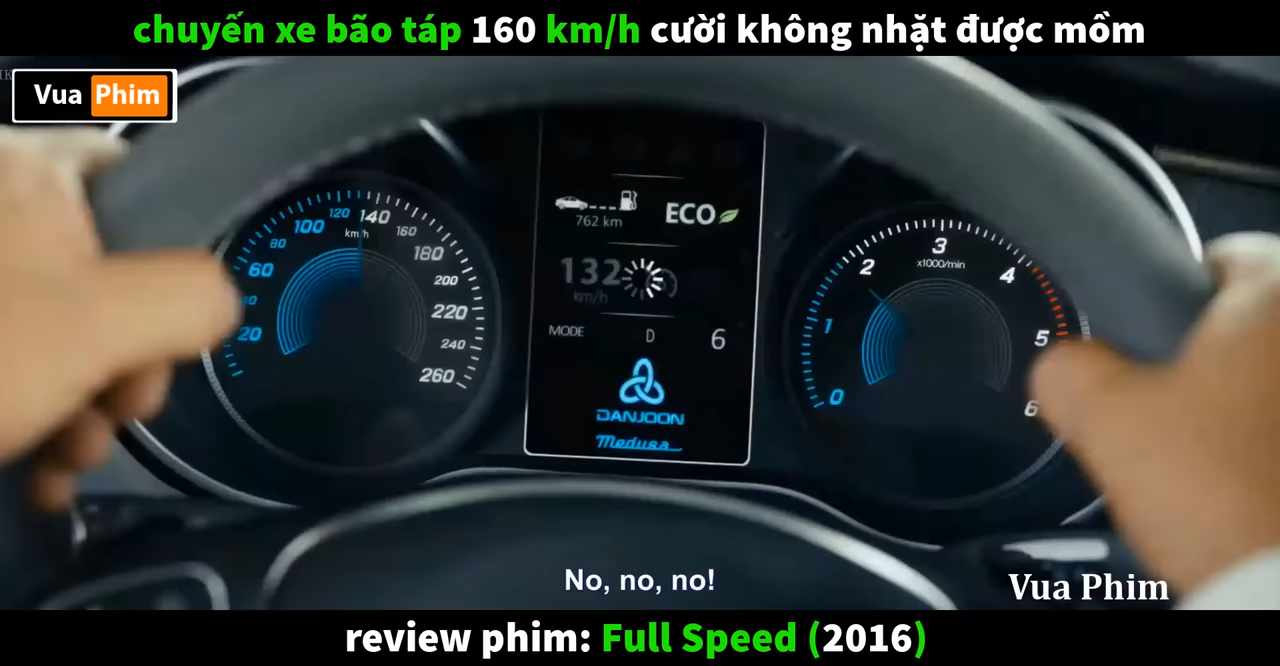 chuyến xe bão táp 160 km/h cười không nhặt được mồm
Vua Phim
120 140
100 km/h 160
80 180
60 200
220
20 240
260
762 km
ECO
132
km/h
MODE D 6
DANJOON
Medusa
3
x1000/min
2 4
1 5
0 6
No, no, no!
Vua Phim
review phim: Full Speed (2016)